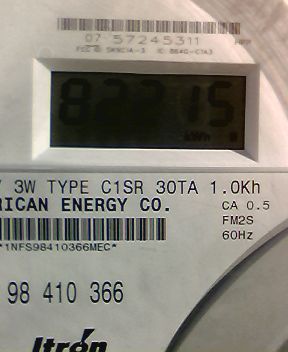 07 57245311
82215
kWh
V 3W TYPE C1SR 30TA 1.0Kh
RICAN ENERGY CO.
CA 0.5
FM2S
60Hz
*1NFS98410366MEC*
98 410 366
Itrón